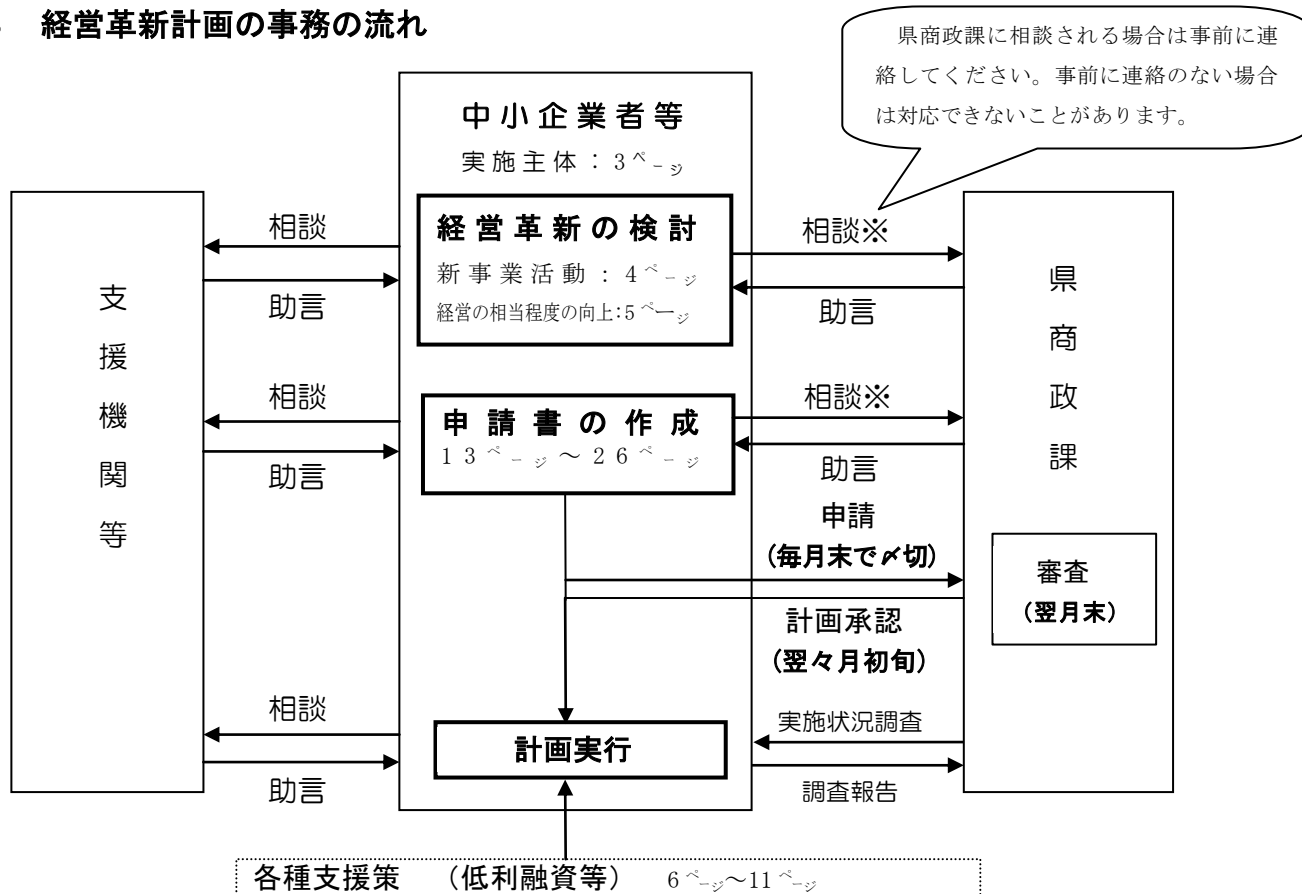 経営革新計画の事務の流れ
県商政課に相談される場合は事前に連
絡してください。事前に連絡のない場合
は対応できないことがあります。
中小企業者等
実施主体：3ページ
支援機関等
相談
助言
経営革新の検討
新事業活動：4ページ
経営の相当程度の向上:5ページ
相談※
助言
県商政課
相談
助言
申請書の作成
13ページ～26ページ
相談※
助言
申請
(毎月末で〆切)
審査
(翌月末)
計画承認
(翌々月初旬)
相談
助言
計画実行
実施状況調査
調査報告
各種支援策　（低利融資等）　6ページ～11ページ